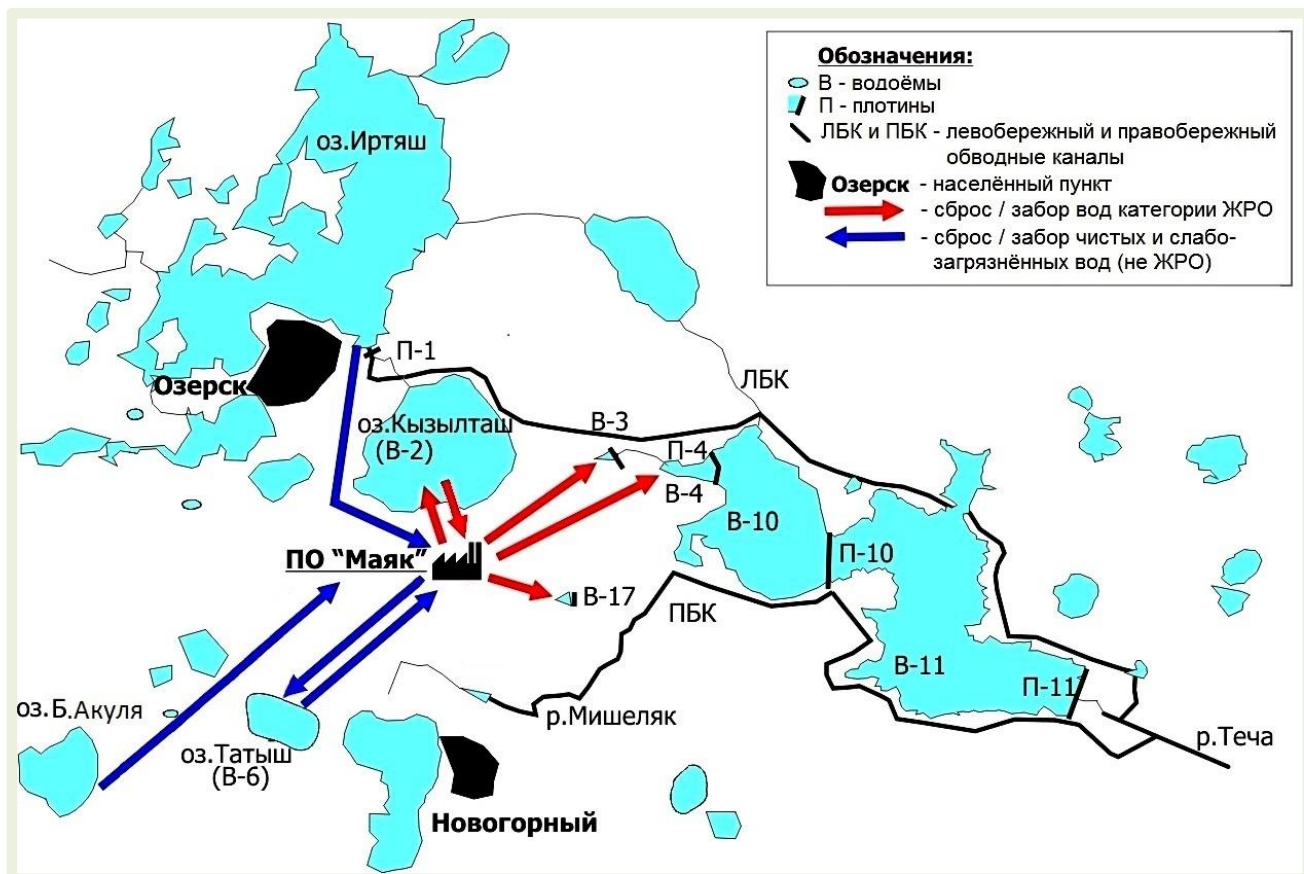 Обозначения:
В - водоёмы
П - плотины
ЛБК и ПБК - левобережный и правобережный
обводные каналы
Озерск - населённый пункт
- сброс / забор вод категории ЖРО
- сброс / забор чистых и слабо-
загрязнённых вод (не ЖРО)
оз.Иртяш
П-1
Озерск
ЛБК
оз.Кызылташ
(В-2)
В-3
П-4
В-4
В-10
П-10
ПО “Маяк”
В-17
ПБК
В-11
П-11
оз.Б.Акуля
р.Мишеляк
р.Теча
оз.Татыш
(В-6)
Новогорный